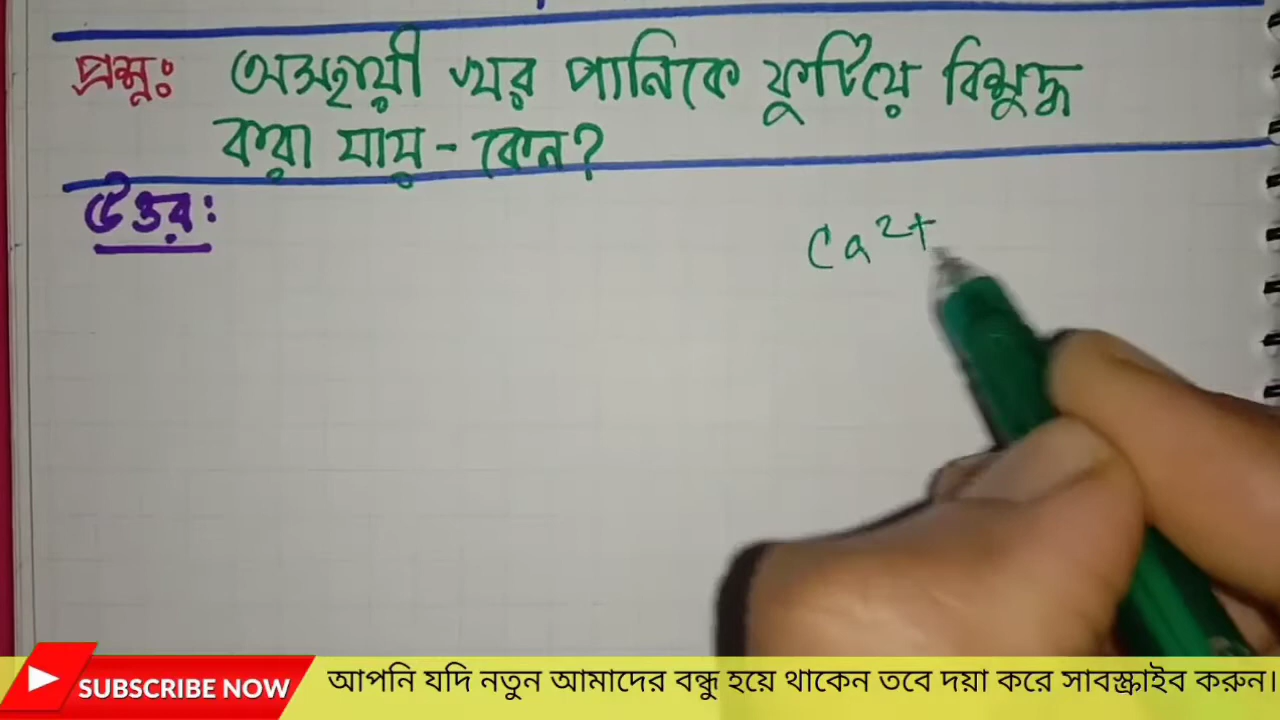 প্রশ্নঃ অস্থায়ী খর পানিকে ফুটিয়ে বিশুদ্ধ
করা যায় - কেন?
উত্তর:
Ca²⁺
SUBSCRIBE NOW
আপনি যদি নতুন আমাদের বন্ধু হয়ে থাকেন তবে দয়া করে সাবস্ক্রাইব করুন।